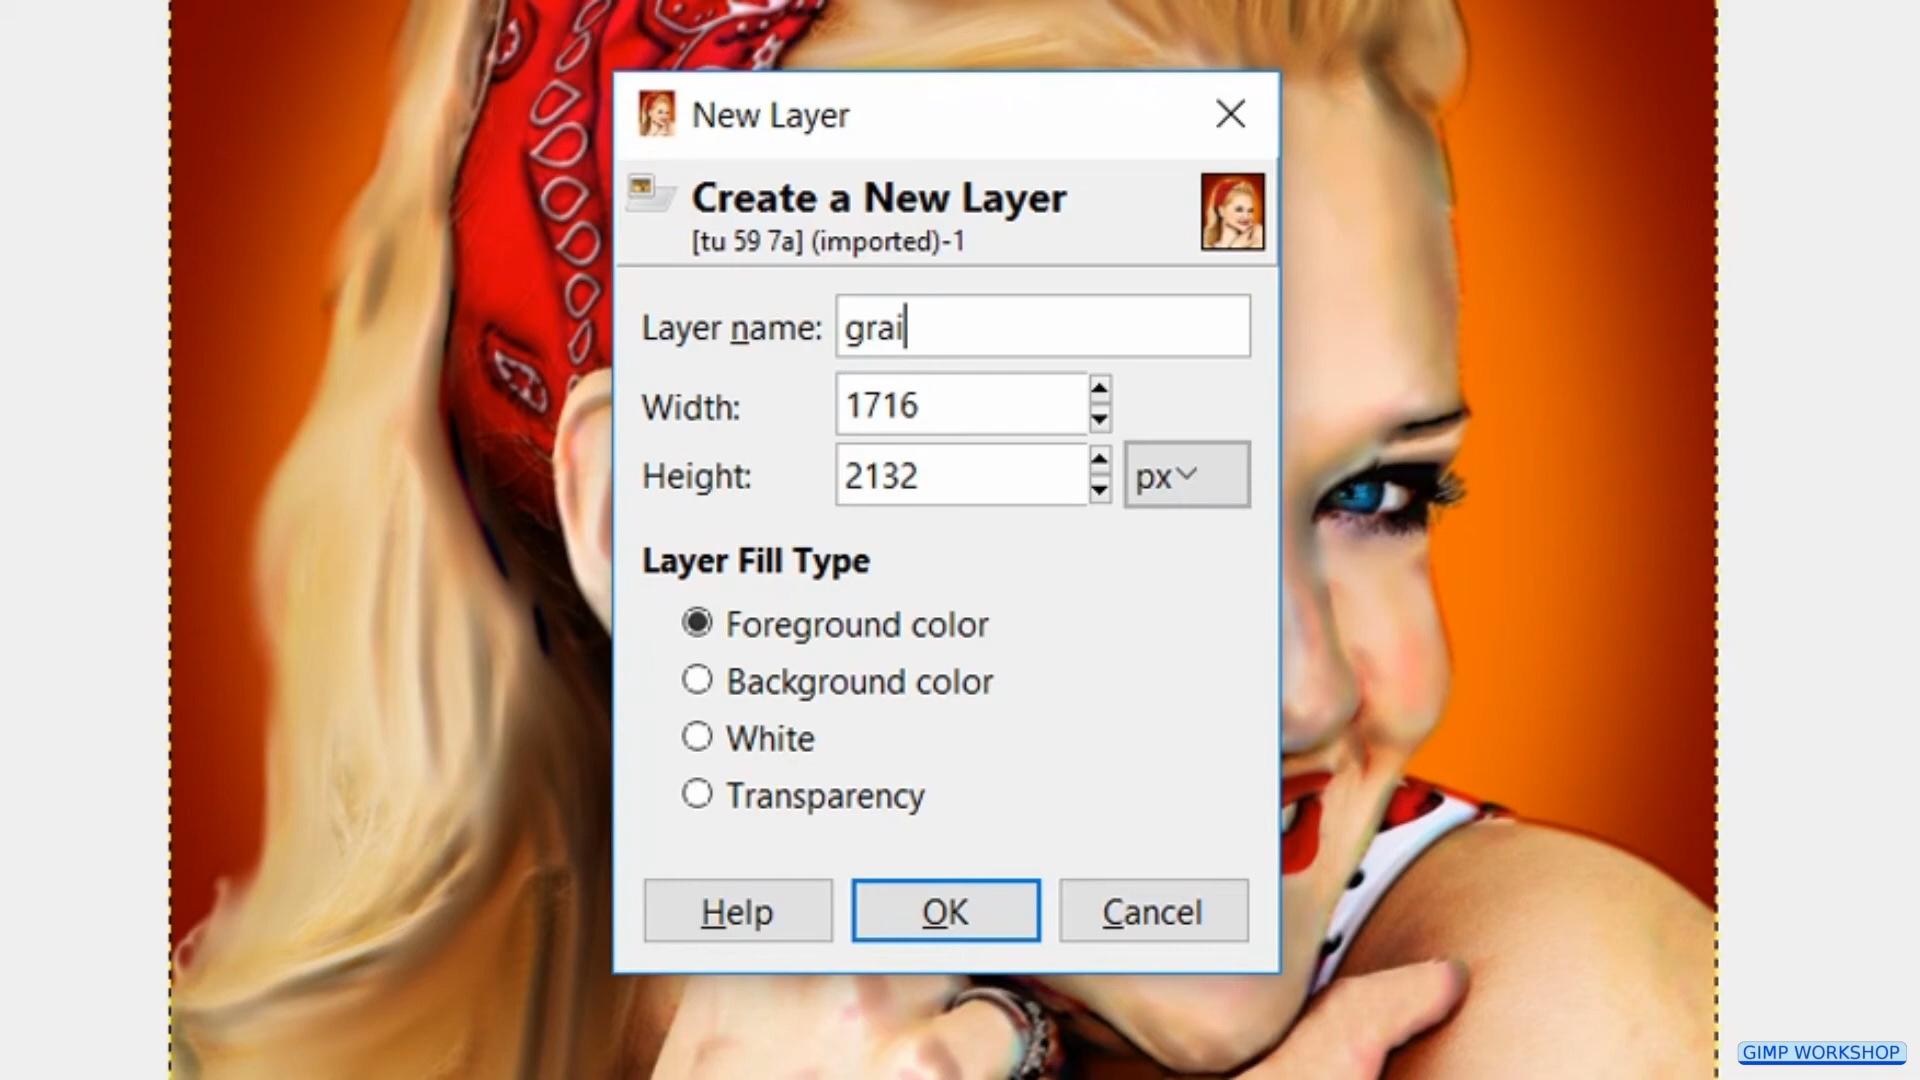 New Layer
Create a New Layer
[tu 59 7a] (imported)-1
Layer name: grai
Width: 1716
Height: 2132 px
Layer Fill Type
Foreground color
Background color
White
Transparency
Help OK Cancel
GIMP WORKSHOP